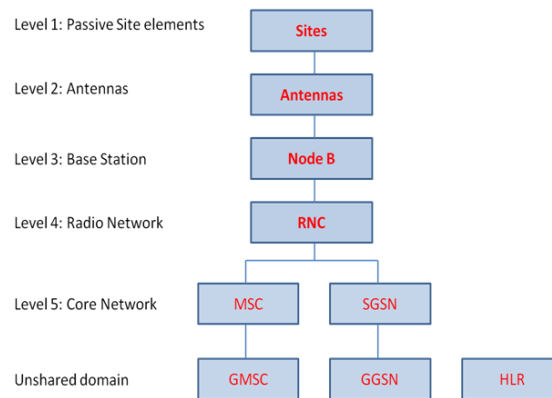 Level 1: Passive Site elements
Sites
Level 2: Antennas
Antennas
Level 3: Base Station
Node B
Level 4: Radio Network
RNC
Level 5: Core Network
MSC
SGSN
Unshared domain
GMSC
GGSN
HLR